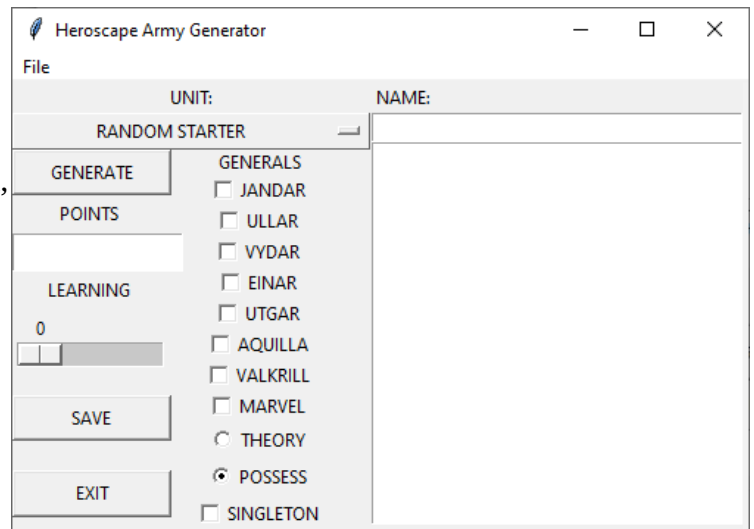 Heroscape Army Generator
File
UNIT:
NAME:
RANDOM STARTER
GENERATE
,
POINTS
LEARNING
0
SAVE
EXIT
GENERALS
JANDAR
ULLAR
VYDAR
EINAR
UTGAR
AQUILLA
VALKRILL
MARVEL
THEORY
POSSESS
SINGLETON